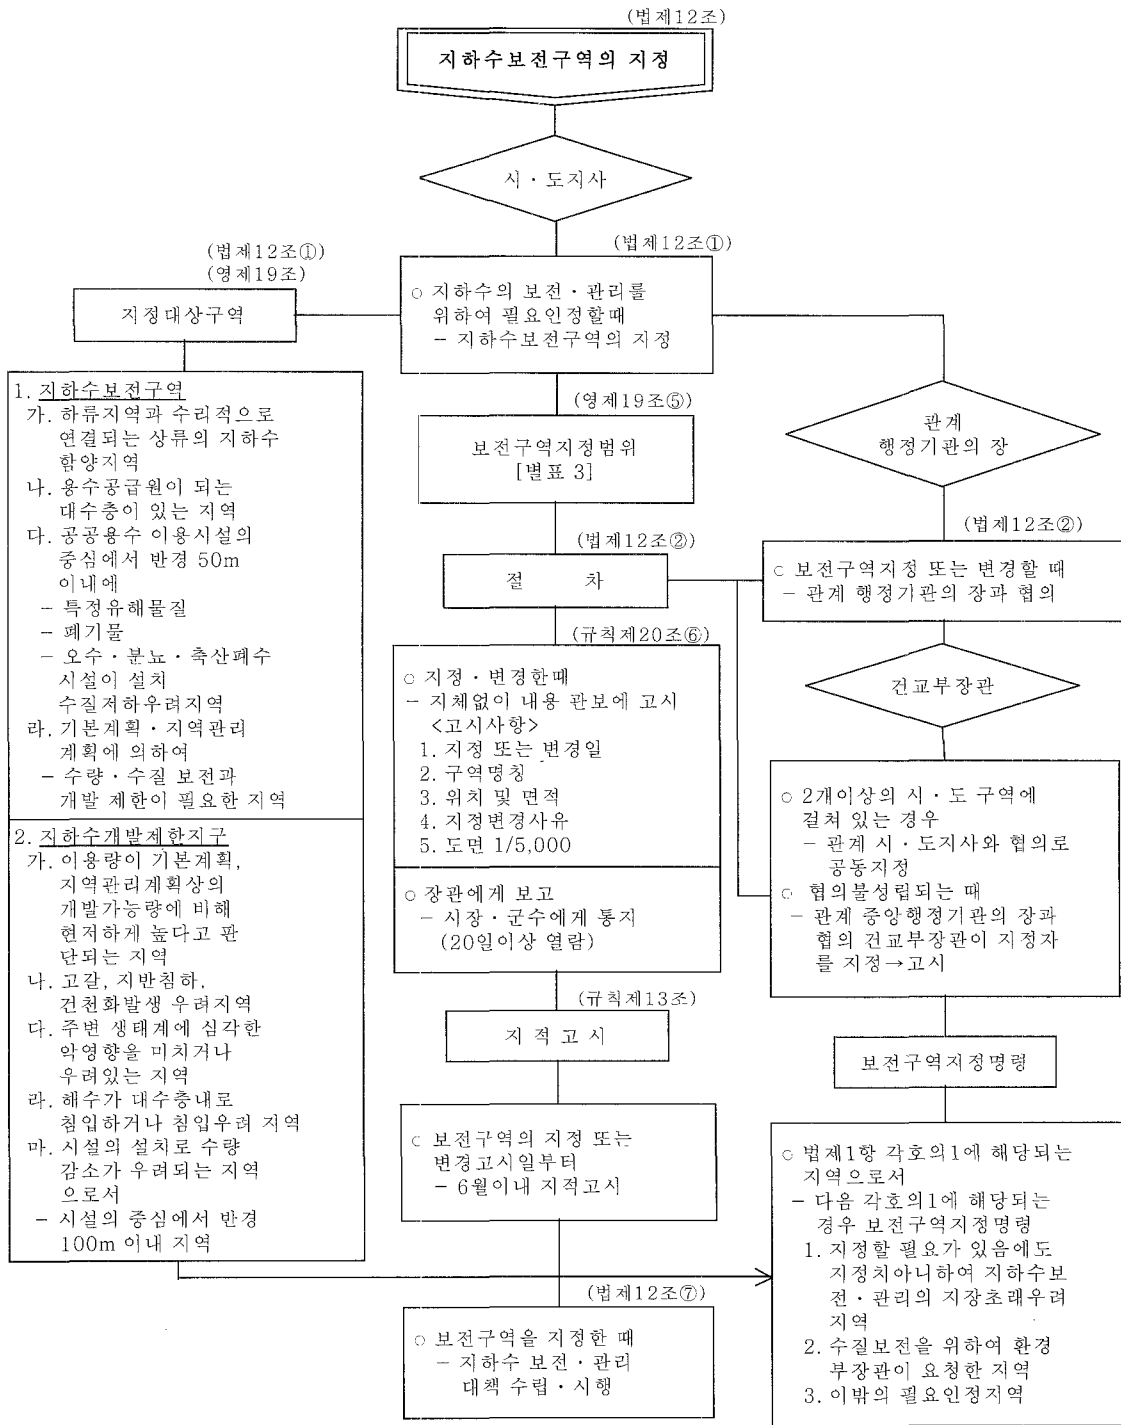 (법제12조)
지하수보전구역의 지정
시・도지사
(법제12조①)
(영제19조)
지정대상구역
(법제12조①)
○ 지하수의 보전・관리를
위하여 필요인정할때
- 지하수보전구역의 지정
1. 지하수보전구역
가. 하류지역과 수리적으로
연결되는 상류의 지하수
함양지역
나. 용수공급원이 되는
대수층이 있는 지역
다. 공공용수 이용시설의
중심에서 반경 50m
이내에
- 특정유해물질
- 폐기물
- 오수・분뇨・축산폐수
시설이 설치
수질저하우려지역
라. 기본계획・지역관리
계획에 의하여
- 수량・수질 보전과
개발 제한이 필요한 지역
2. 지하수개발제한지구
가. 이용량이 기본계획,
지역관리계획상의
개발가능량에 비해
현저하게 높다고 판
단되는 지역
나. 고갈, 지반침하,
건천화발생 우려지역
다. 주변 생태계에 심각한
악영향을 미치거나
우려있는 지역
라. 해수가 대수층내로
침입하거나 침입우려 지역
마. 시설의 설치로 수량
감소가 우려되는 지역
으로서
- 시설의 중심에서 반경
100m 이내 지역
(영제19조⑤)
보전구역지정범위
[별표 3]
(법제12조②)
절 차
(규칙제20조⑥)
○ 지정・변경한때
- 지체없이 내용 관보에 고시
<고시사항>
1. 지정 또는 변경일
2. 구역명칭
3. 위치 및 면적
4. 지정변경사유
5. 도면 1/5,000
○ 장관에게 보고
- 시장・군수에게 통지
(20일이상 열람)
(규칙제13조)
지 적 고 시
○ 보전구역의 지정 또는
변경고시일부터
- 6월이내 지적고시
(법제12조⑦)
○ 보전구역을 지정한 때
- 지하수 보전・관리
대책 수립・시행
관계
행정기관의 장
(법제12조②)
○ 보전구역지정 또는 변경할 때
- 관계 행정기관의 장과 협의
건교부장관
○ 2개이상의 시・도 구역에
걸쳐 있는 경우
- 관계 시・도지사와 협의로
공동지정
○ 협의불성립되는 때
- 관계 중앙행정기관의 장과
협의 건교부장관이 지정자
를 지정→고시
보전구역지정명령
○ 법제1항 각호의1에 해당되는
지역으로서
- 다음 각호의1에 해당되는
경우 보전구역지정명령
1. 지정할 필요가 있음에도
지정치아니하여 지하수보
전・관리의 지장초래우려
지역
2. 수질보전을 위하여 환경
부장관이 요청한 지역
3. 이밖의 필요인정지역